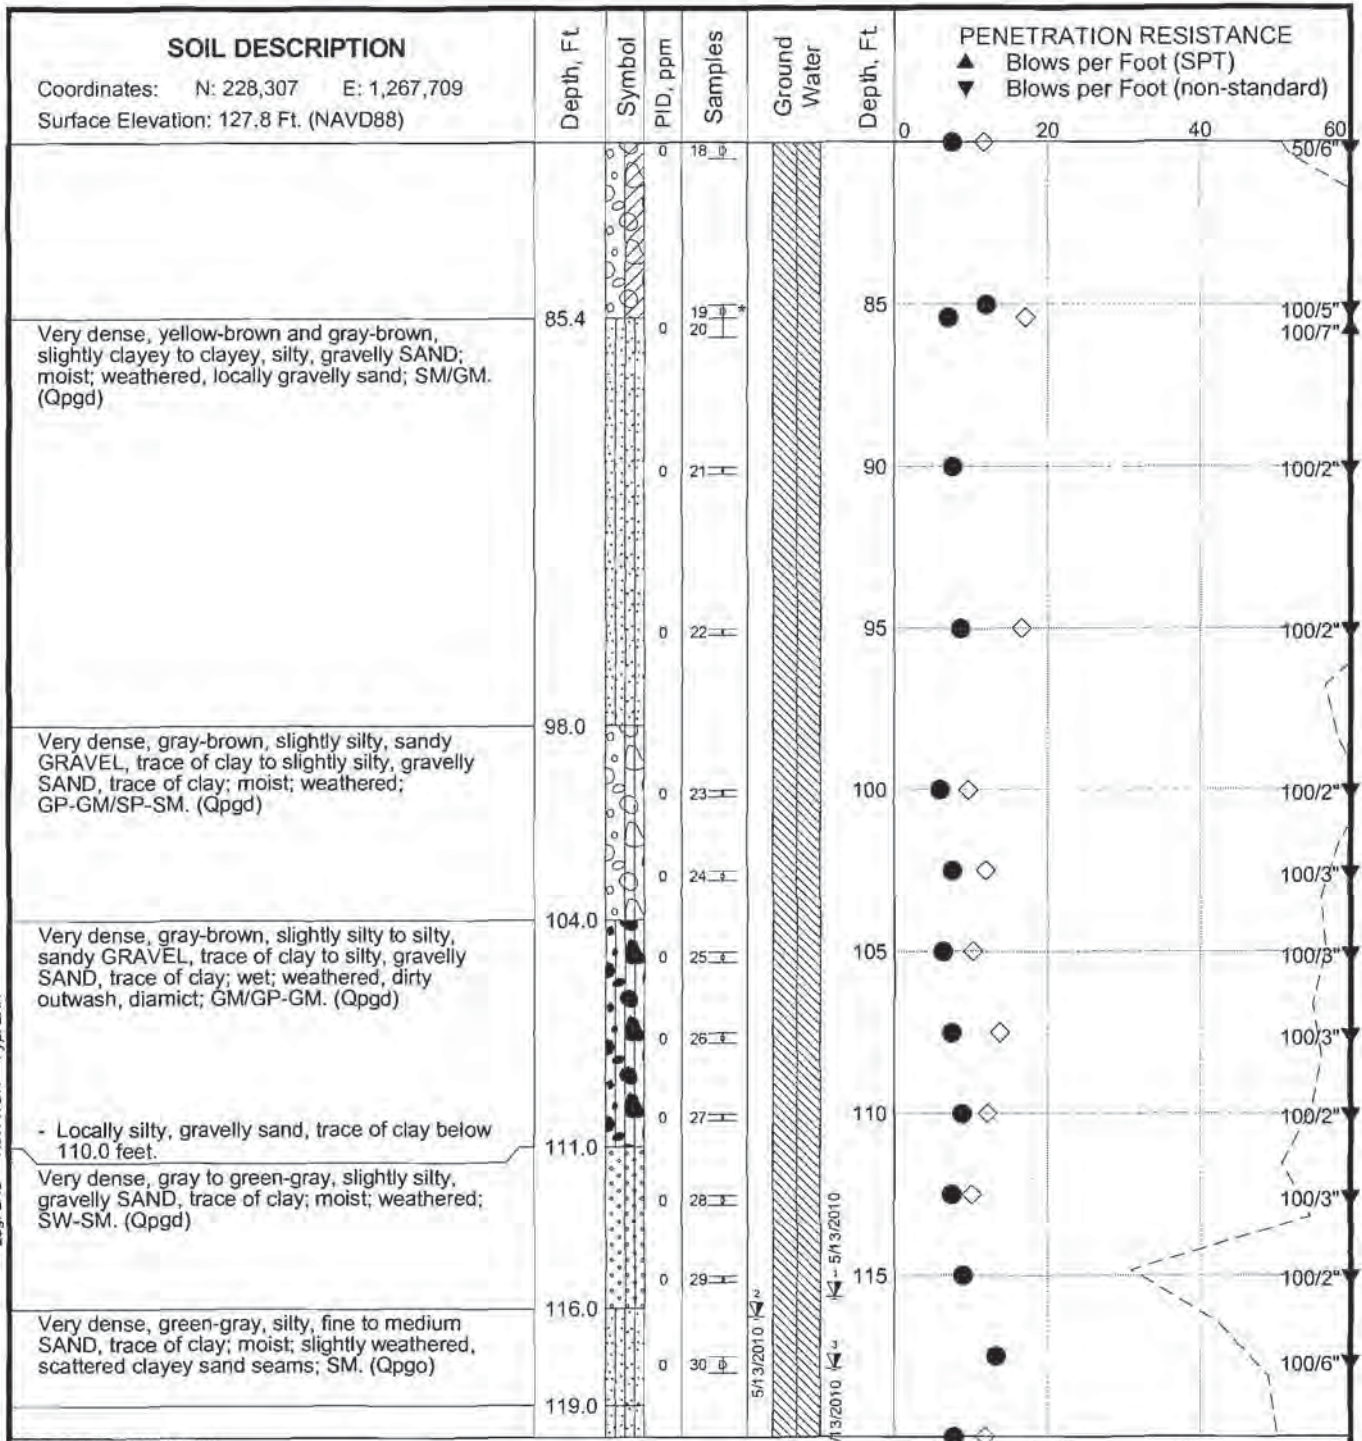 SOIL DESCRIPTION
Coordinates: N: 228,307 E: 1,267,709
Surface Elevation: 127.8 Ft. (NAVD88)
Depth, Ft.
Symbol
PID, ppm
Samples
Ground
Water
Depth, Ft.
PENETRATION RESISTANCE
▲ Blows per Foot (SPT)
▼ Blows per Foot (non-standard)
0 20 40 60
0 18 50/6"
19 * 85 100/5"
85.4 0 20 100/7"
Very dense, yellow-brown and gray-brown,
slightly clayey to clayey, silty, gravelly SAND;
moist; weathered, locally gravelly sand; SM/GM.
(Qpgd)
0 21 90 100/2"
0 22 95 100/2"
98.0
Very dense, gray-brown, slightly silty, sandy
GRAVEL, trace of clay to slightly silty, gravelly
SAND, trace of clay; moist; weathered;
GP-GM/SP-SM. (Qpgd)
0 23 100 100/2"
0 24 100/3"
104.0
Very dense, gray-brown, slightly silty to silty,
sandy GRAVEL, trace of clay to silty, gravelly
SAND, trace of clay; wet; weathered, dirty
outwash, diamict; GM/GP-GM. (Qpgd)
0 25 105 100/3"
0 26 100/3"
0 27 110 100/2"
- Locally silty, gravelly sand, trace of clay below
110.0 feet.
111.0
Very dense, gray to green-gray, slightly silty,
gravelly SAND, trace of clay; moist; weathered;
SW-SM. (Qpgd)
0 28 100/3"
5/13/2010
0 29 115 100/2"
116.0
Very dense, green-gray, silty, fine to medium
SAND, trace of clay; moist; slightly weathered,
scattered clayey sand seams; SM. (Qpgo)
5/13/2010
0 30 100/6"
/13/2010
119.0